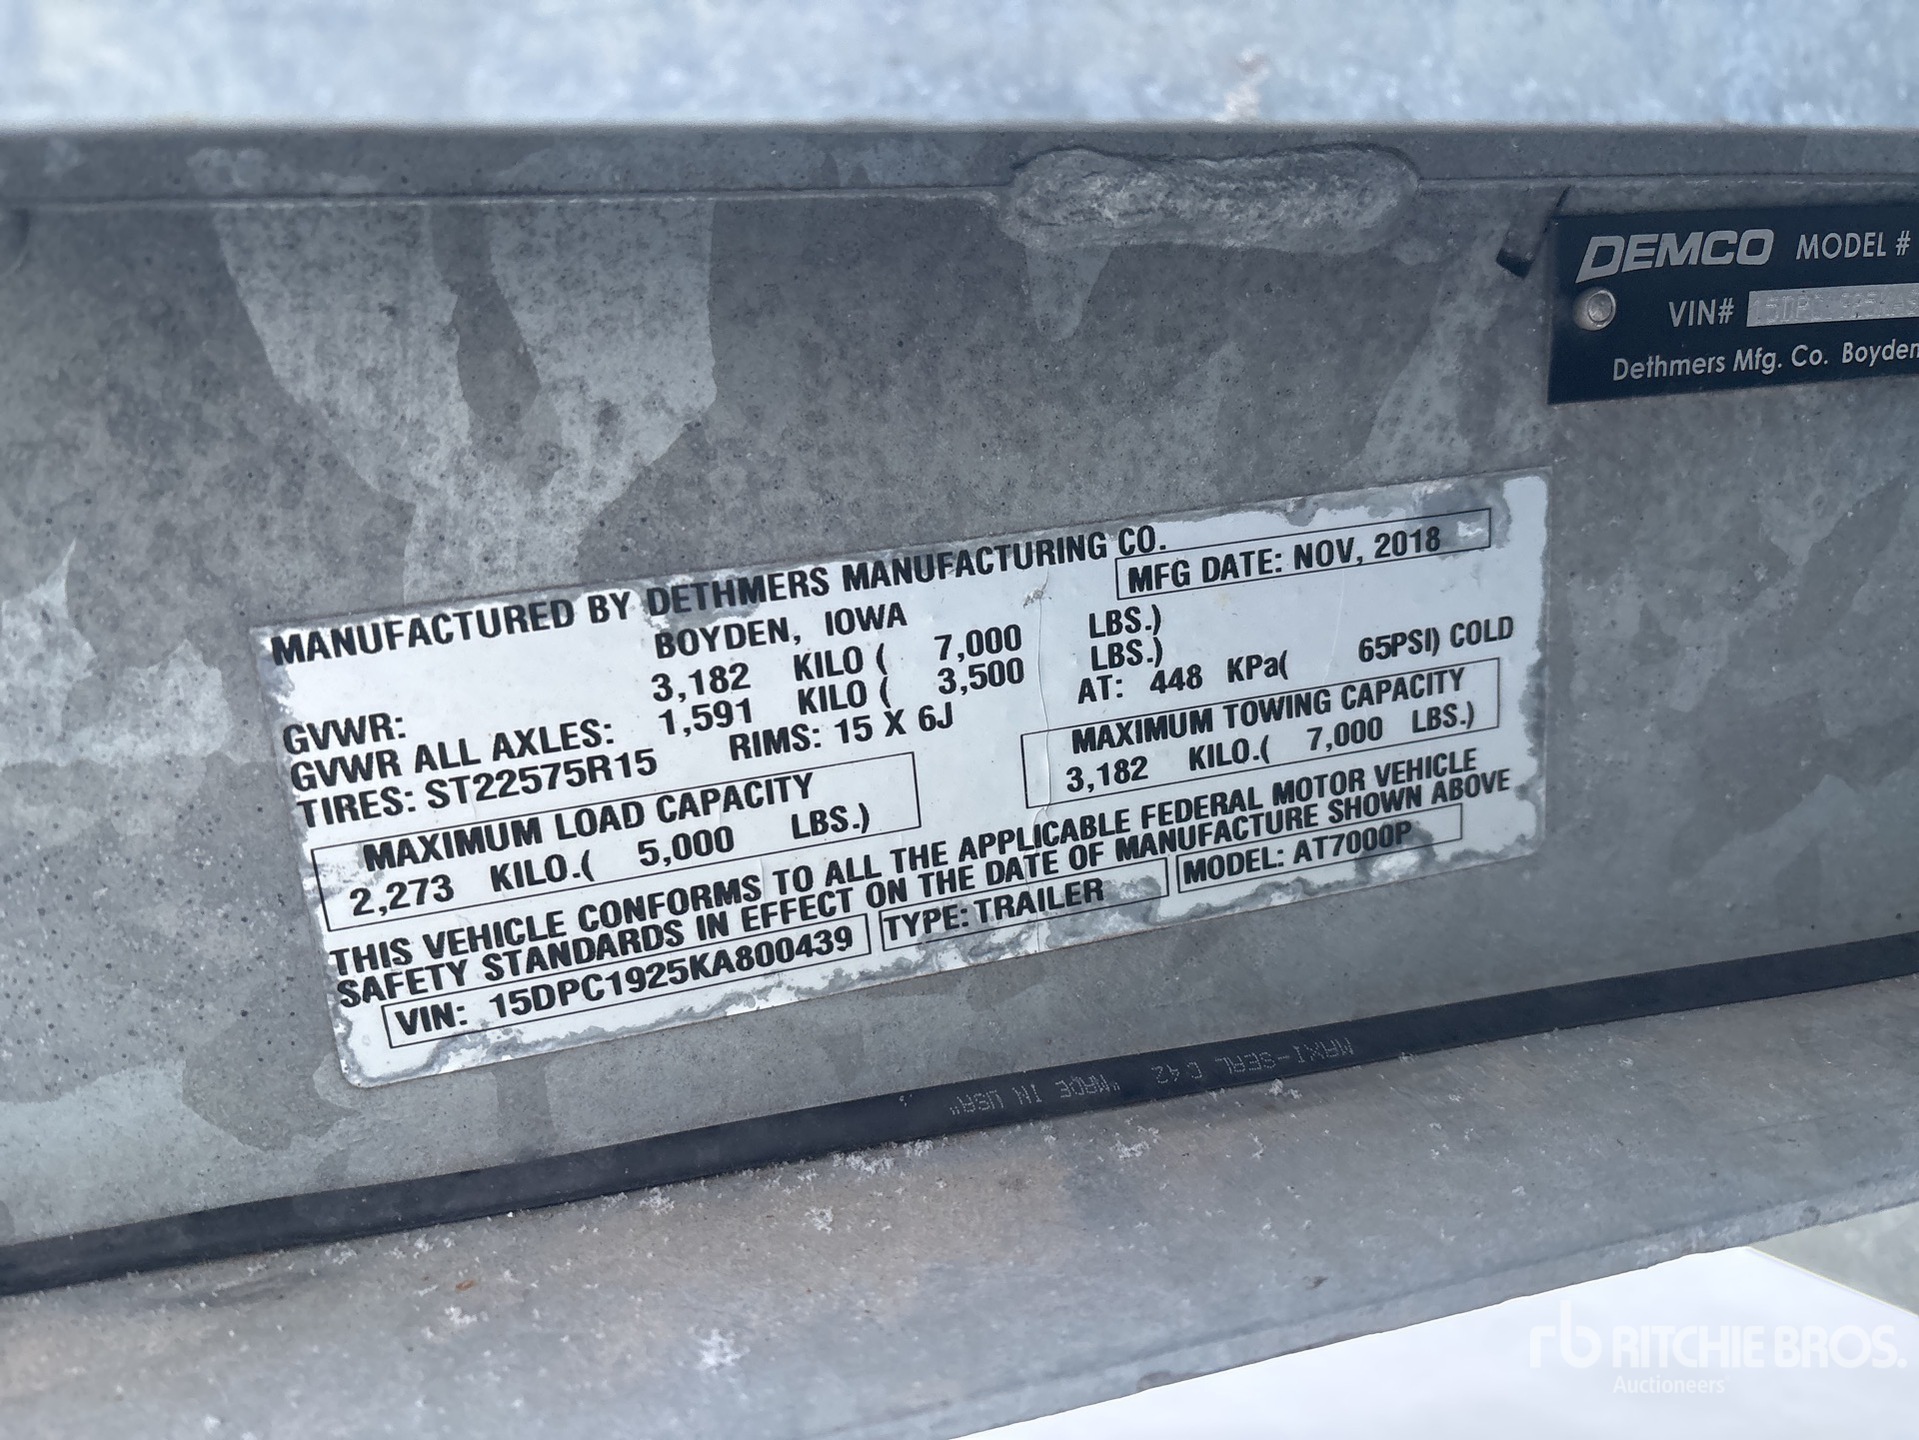 DEMCO MODEL #
VIN#
Dethmers Mfg. Co. Boyden
MANUFACTURED BY DETHMERS MANUFACTURING CO.
BOYDEN, IOWA
MFG DATE: NOV, 2018
GVWR: 3,182 KILO ( 7,000 LBS.)
GVWR ALL AXLES: 1,591 KILO ( 3,500 LBS.)
TIRES: ST22575R15 RIMS: 15 X 6J AT: 448 KPa( 65PSI) COLD
MAXIMUM LOAD CAPACITY
2,273 KILO.( 5,000 LBS.)
MAXIMUM TOWING CAPACITY
3,182 KILO.( 7,000 LBS.)
THIS VEHICLE CONFORMS TO ALL THE APPLICABLE FEDERAL MOTOR VEHICLE
SAFETY STANDARDS IN EFFECT ON THE DATE OF MANUFACTURE SHOWN ABOVE
VIN: 15DPC1925KA800439 TYPE: TRAILER MODEL: AT7000P
MAXI-SEAL C42 "MADE IN USA"
rb RITCHIE BROS.
Auctioneers